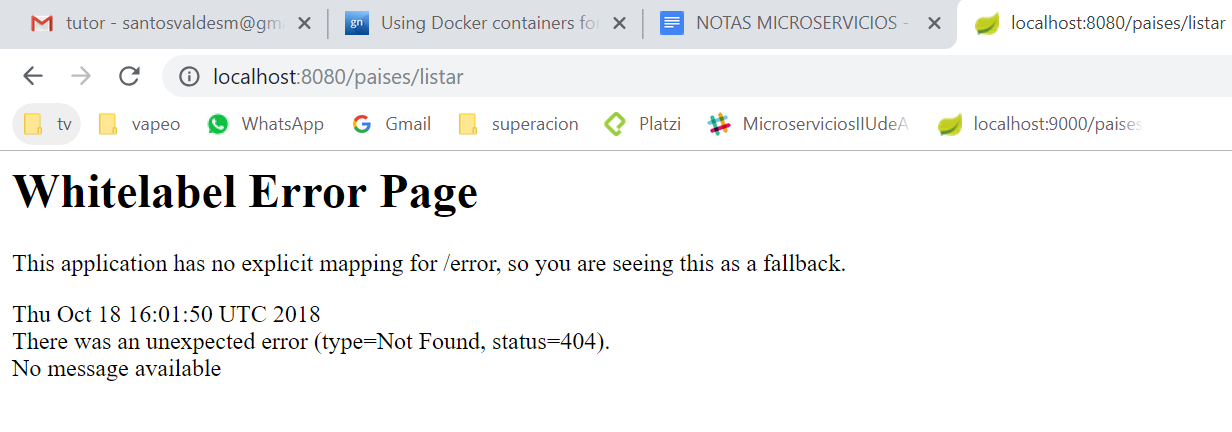 tutor - santosvaldesm@gm
Using Docker containers fo
NOTAS MICROSERVICIOS -
localhost:8080/paises/listar
localhost:8080/paises/listar
tv vapeo WhatsApp Gmail superacion Platzi MicroserviciosIIUdeA localhost:9000/paises
Whitelabel Error Page
This application has no explicit mapping for /error, so you are seeing this as a fallback.
Thu Oct 18 16:01:50 UTC 2018
There was an unexpected error (type=Not Found, status=404).
No message available